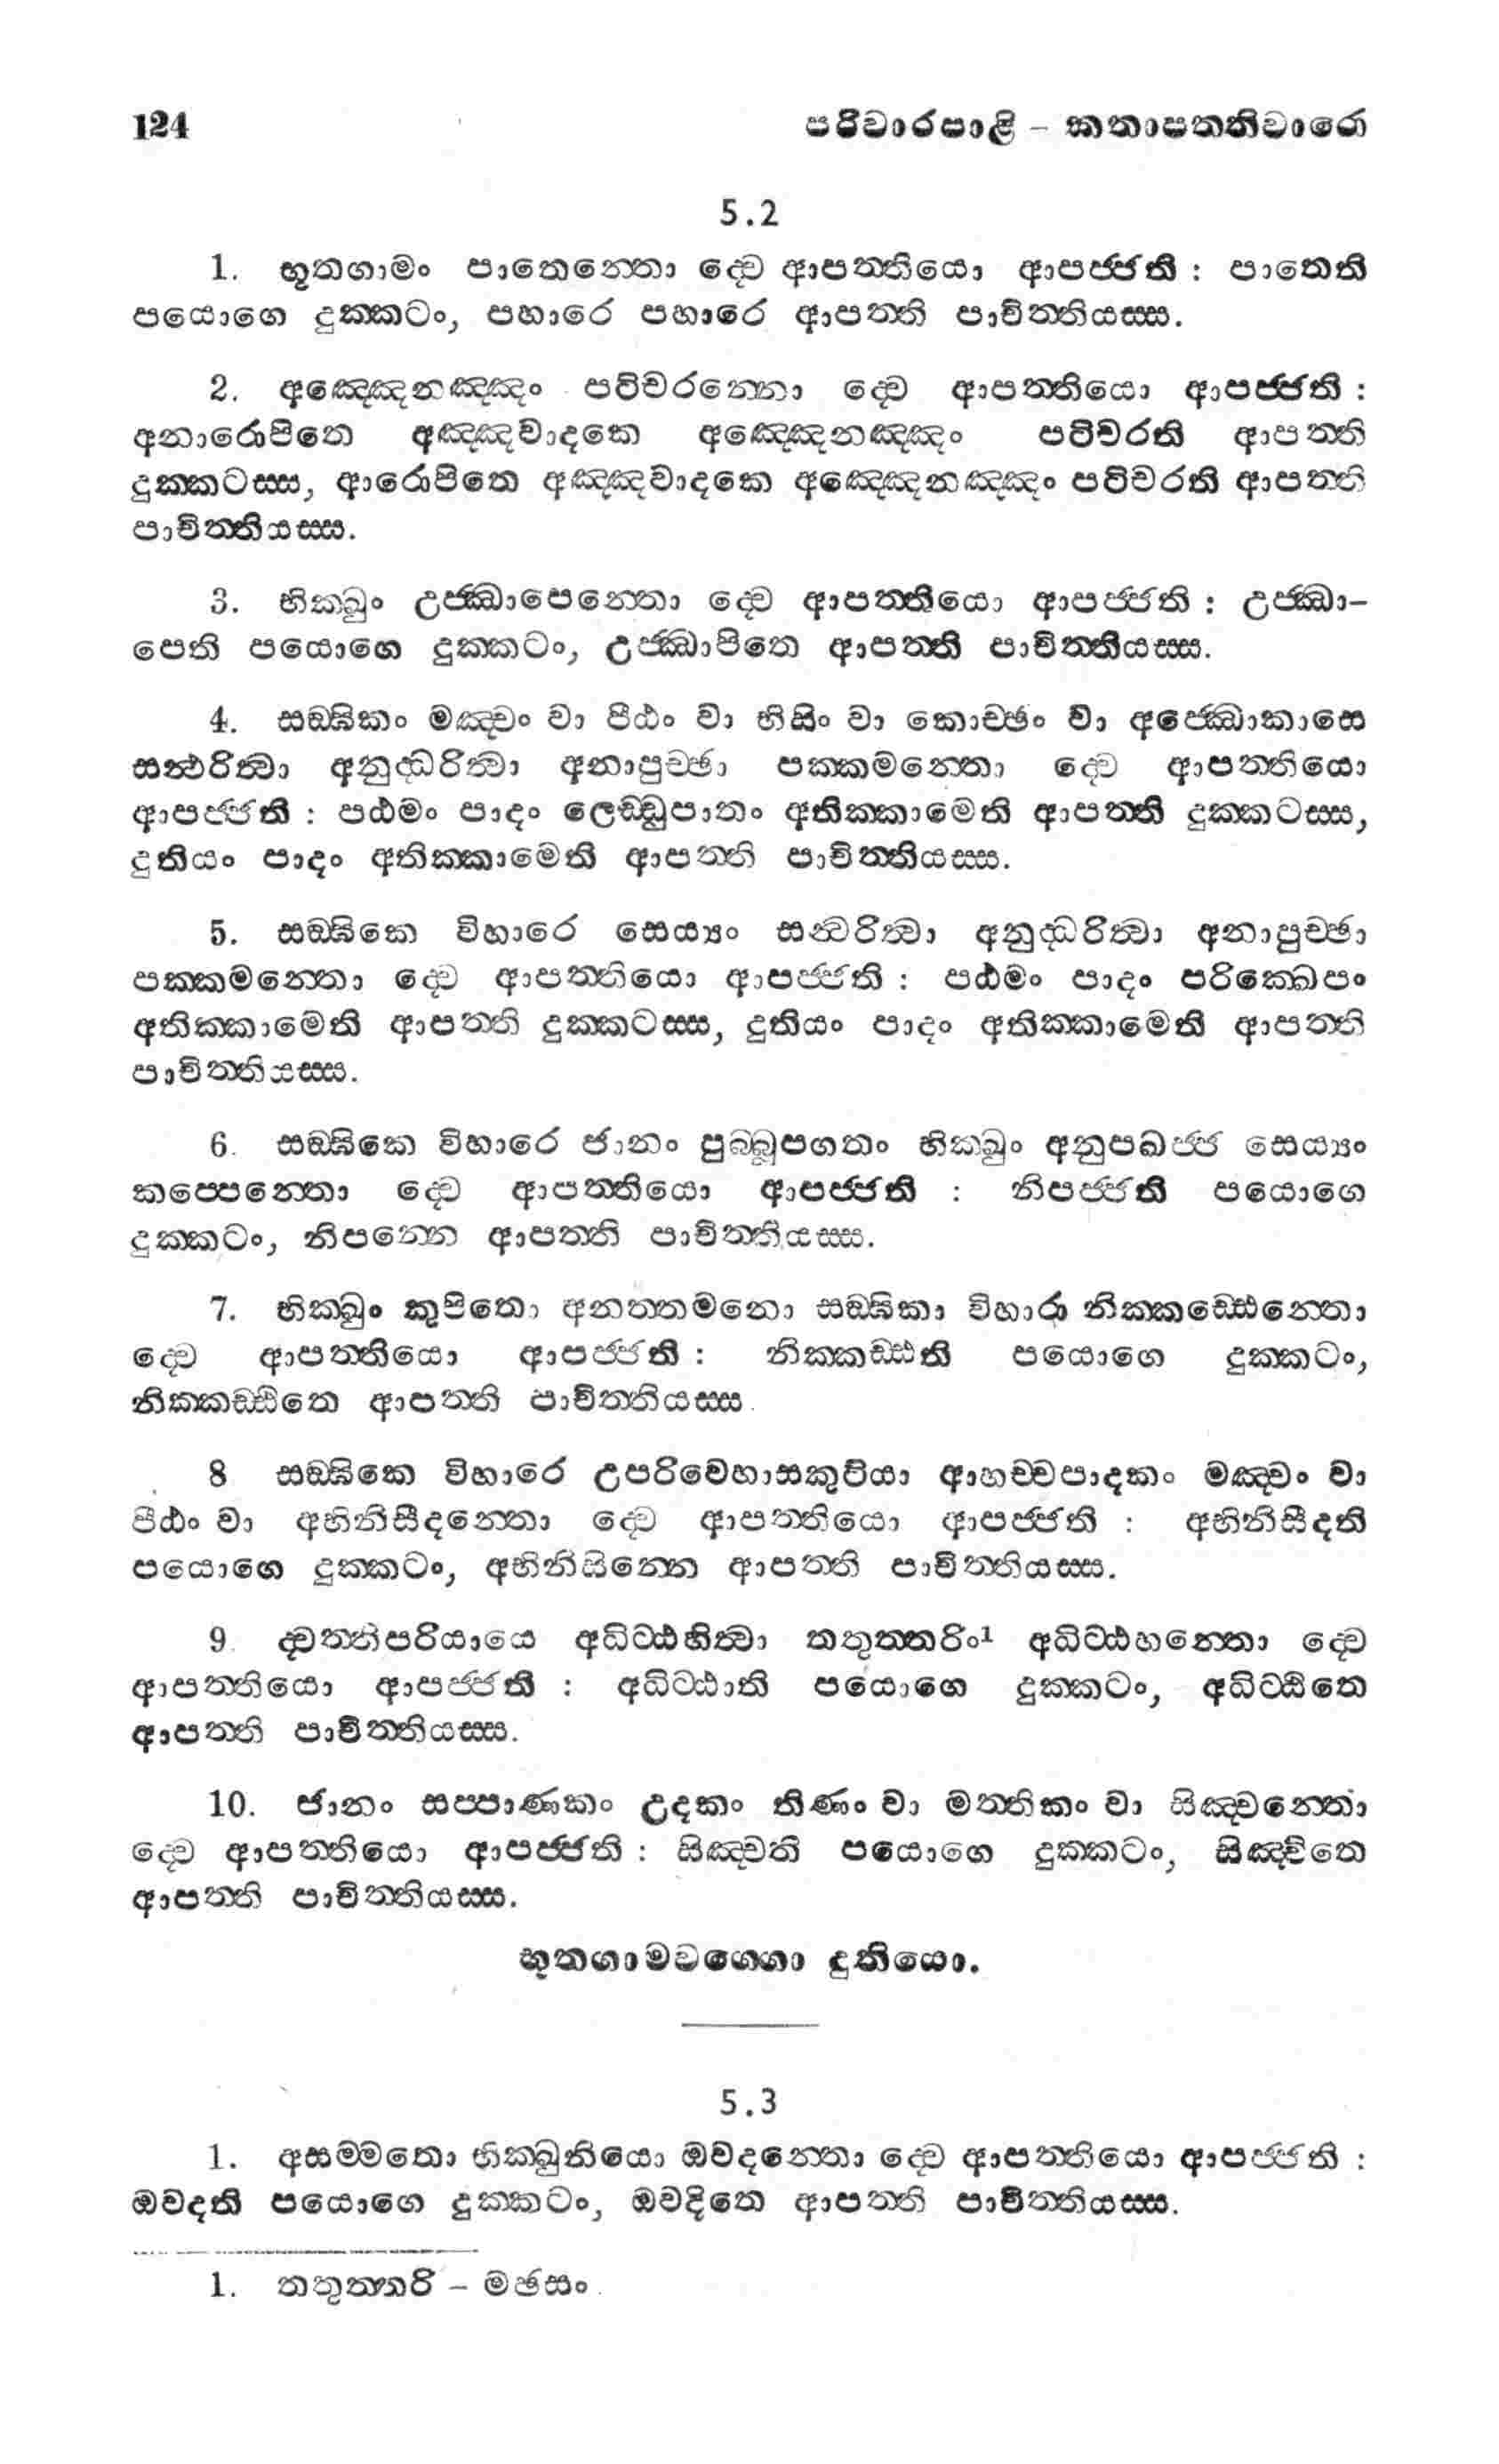 124 පරිවාරපාළි – කතාපත්තිවාරො
5.2
1. භූතගාමං පාතෙන්තො ද්වෙ ආපත්තියො ආපජ්ජති : පාතෙති
පයොගෙ දුක්කටං, පහාරෙ පහාරෙ ආපත්ති පාචිත්තියස්ස.
2. අඤ්ඤෙනඤ්ඤං පටිචරන්තො ද්වෙ ආපත්තියො ආපජ්ජති :
අනාරොපිතෙ අඤ්ඤවාදකෙ අඤ්ඤෙනඤ්ඤං පටිචරති ආපත්ති
දුක්කටස්ස, ආරොපිතෙ අඤ්ඤවාදකෙ අඤ්ඤෙනඤ්ඤං පටිචරති ආපත්ති
පාචිත්තියස්ස.
3. භික්ඛුං උජ්ඣාපෙන්තො ද්වෙ ආපත්තියො ආපජ්ජති : උජ්ඣා–
පෙති පයොගෙ දුක්කටං, උජ්ඣාපිතෙ ආපත්ති පාචිත්තියස්ස.
4. සඞ්ඝිකං මඤ්චං වා පීඨං වා භිසිං වා කොච්ඡං වා අජ්ඣොකාසෙ
සන්ථරිත්වා අනුද්ධරිත්වා අනාපුච්ඡා පක්කමන්තො ද්වෙ ආපත්තියො
ආපජ්ජති : පඨමං පාදං ලෙඩ්ඩුපාතං අතික්කාමෙති ආපත්ති දුක්කටස්ස,
දුතියං පාදං අතික්කාමෙති ආපත්ති පාචිත්තියස්ස.
5. සඞ්ඝිකෙ විහාරෙ සෙය්‍යං සන්ථරිත්වා අනුද්ධරිත්වා අනාපුච්ඡා
පක්කමන්තො ද්වෙ ආපත්තියො ආපජ්ජති : පඨමං පාදං පරික්ඛෙපං
අතික්කාමෙති ආපත්ති දුක්කටස්ස, දුතියං පාදං අතික්කාමෙති ආපත්ති
පාචිත්තියස්ස.
6. සඞ්ඝිකෙ විහාරෙ ජානං පුබ්බූපගතං භික්ඛුං අනුපඛජ්ජ සෙය්‍යං
කප්පෙන්තො ද්වෙ ආපත්තියො ආපජ්ජති : නිපජ්ජති පයොගෙ
දුක්කටං, නිපන්නෙ ආපත්ති පාචිත්තියස්ස.
7. භික්ඛුං කුපිතො අනත්තමනො සඞ්ඝිකා විහාරා නික්කඩ්ඪෙන්තො
ද්වෙ ආපත්තියො ආපජ්ජති : නික්කඩ්ඪති පයොගෙ දුක්කටං,
නික්කඩ්ඪිතෙ ආපත්ති පාචිත්තියස්ස.
8 සඞ්ඝිකෙ විහාරෙ උපරිවෙහාසකුටියා ආහච්චපාදකං මඤ්චං වා
පීඨං වා අභිනිසීදන්තො ද්වෙ ආපත්තියො ආපජ්ජති : අභිනිසීදති
පයොගෙ දුක්කටං, අභිනිසින්නෙ ආපත්ති පාචිත්තියස්ස.
9. ද්වත්තිපරියායෙ අධිට්ඨහිත්වා තතුත්තරිං¹ අධිට්ඨහන්තො ද්වෙ
ආපත්තියො ආපජ්ජති : අධිට්ඨාති පයොගෙ දුක්කටං, අධිට්ඨිතෙ
ආපත්ති පාචිත්තියස්ස.
10. ජානං සප්පාණකං උදකං තිණං වා මත්තිකං වා සිඤ්චන්තො
ද්වෙ ආපත්තියො ආපජ්ජති : සිඤ්චති පයොගෙ දුක්කටං, සිඤ්චිතෙ
ආපත්ති පාචිත්තියස්ස.
භූතගාමවග්ගො දුතියො.
5.3
1. අසම්මතො භික්ඛුනියො ඔවදන්තො ද්වෙ ආපත්තියො ආපජ්ජති :
ඔවදති පයොගෙ දුක්කටං, ඔවදිතෙ ආපත්ති පාචිත්තියස්ස.
1. තතුත්තරි – මඡසං.